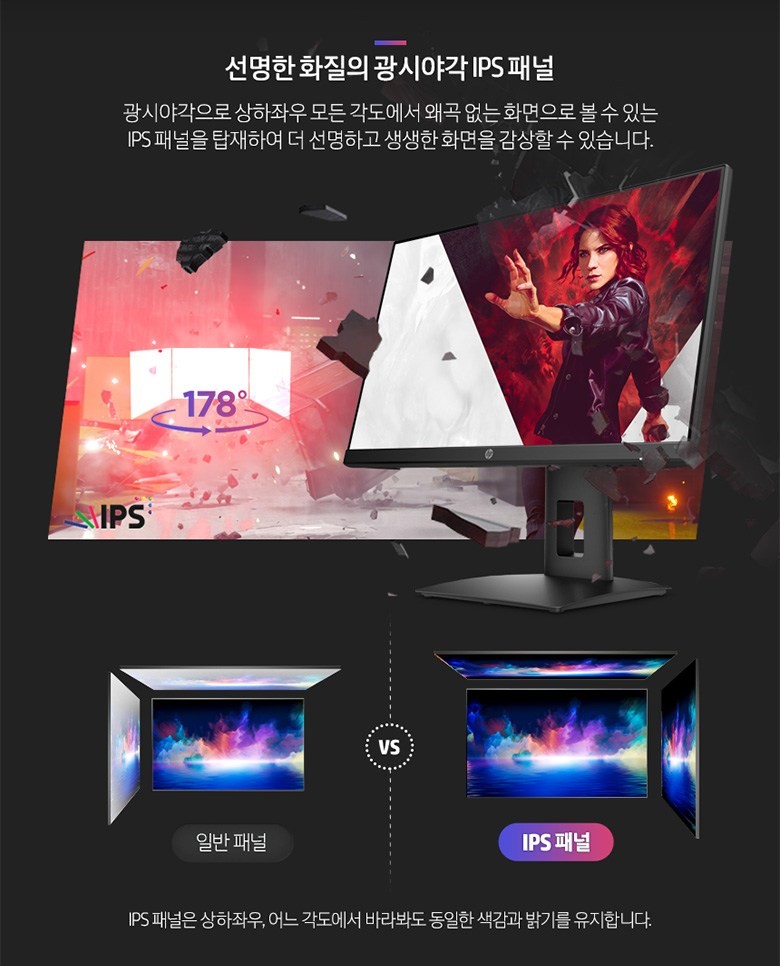 선명한 화질의 광시야각 IPS 패널
광시야각으로 상하좌우 모든 각도에서 왜곡 없는 화면으로 볼 수 있는
IPS 패널을 탑재하여 더 선명하고 생생한 화면을 감상할 수 있습니다.
178°
hp
IPS
VS
일반 패널
IPS 패널
IPS 패널은 상하좌우, 어느 각도에서 바라봐도 동일한 색감과 밝기를 유지합니다.